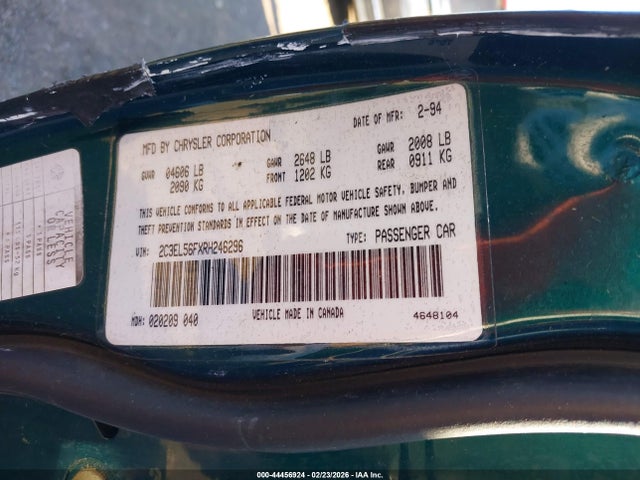 MFD BY CHRYSLER CORPORATION
DATE OF MFR: 2-94
GVWR 04606 LB
2090 KG
GAWR 2648 LB
FRONT 1202 KG
GAWR 2008 LB
REAR 0911 KG
THIS VEHICLE CONFORMS TO ALL APPLICABLE FEDERAL MOTOR VEHICLE SAFETY, BUMPER AND
THEFT PREVENTION STANDARDS IN EFFECT ON THE DATE OF MANUFACTURE SHOWN ABOVE.
VIN: 2C3EL56FXRH246296
TYPE: PASSENGER CAR
MDH: 020209 040
VEHICLE MADE IN CANADA
4648104
VEHICLE
CAPACITY
000-44456924 | 02/23/2026 - IAA Inc.